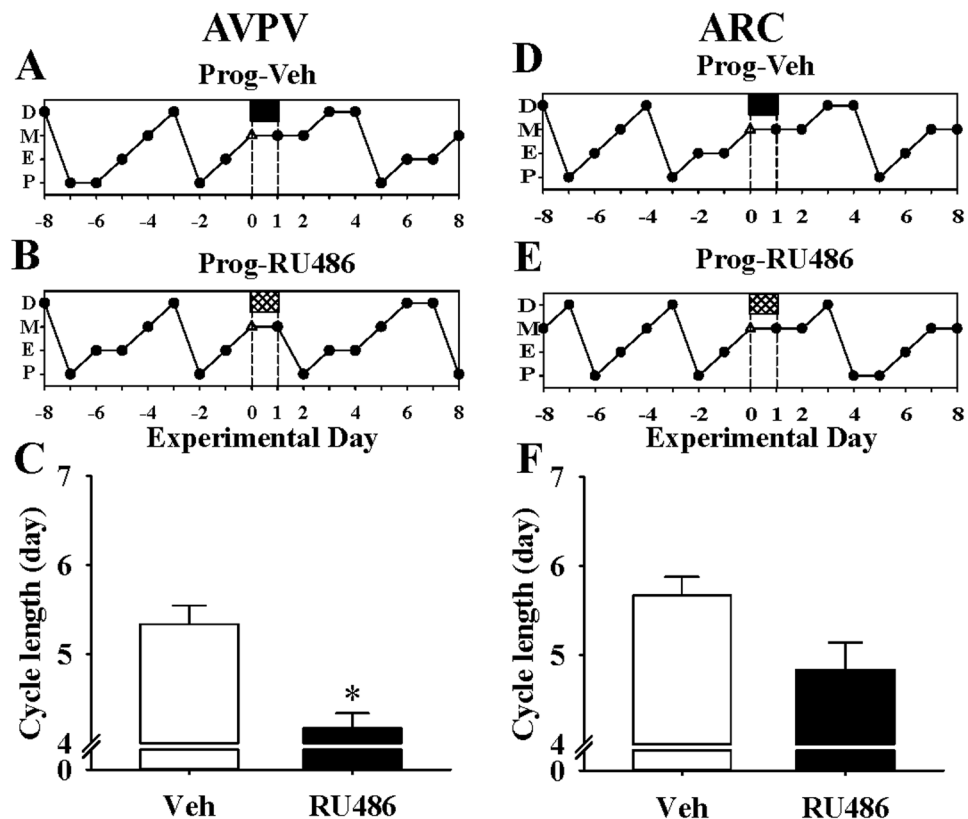 AVPV
ARC
A
Prog-Veh
D
M
E
P
-8 -6 -4 -2 0 1 2 4 6 8
B
Prog-RU486
D
M
E
P
-8 -6 -4 -2 0 1 2 4 6 8
Experimental Day
D
Prog-Veh
D
M
E
P
-8 -6 -4 -2 0 1 2 4 6 8
E
Prog-RU486
D
M
E
P
-8 -6 -4 -2 0 1 2 4 6 8
Experimental Day
C
Cycle length (day)
7
6
5
4
0
*
Veh RU486
F
Cycle length (day)
7
6
5
4
0
Veh RU486